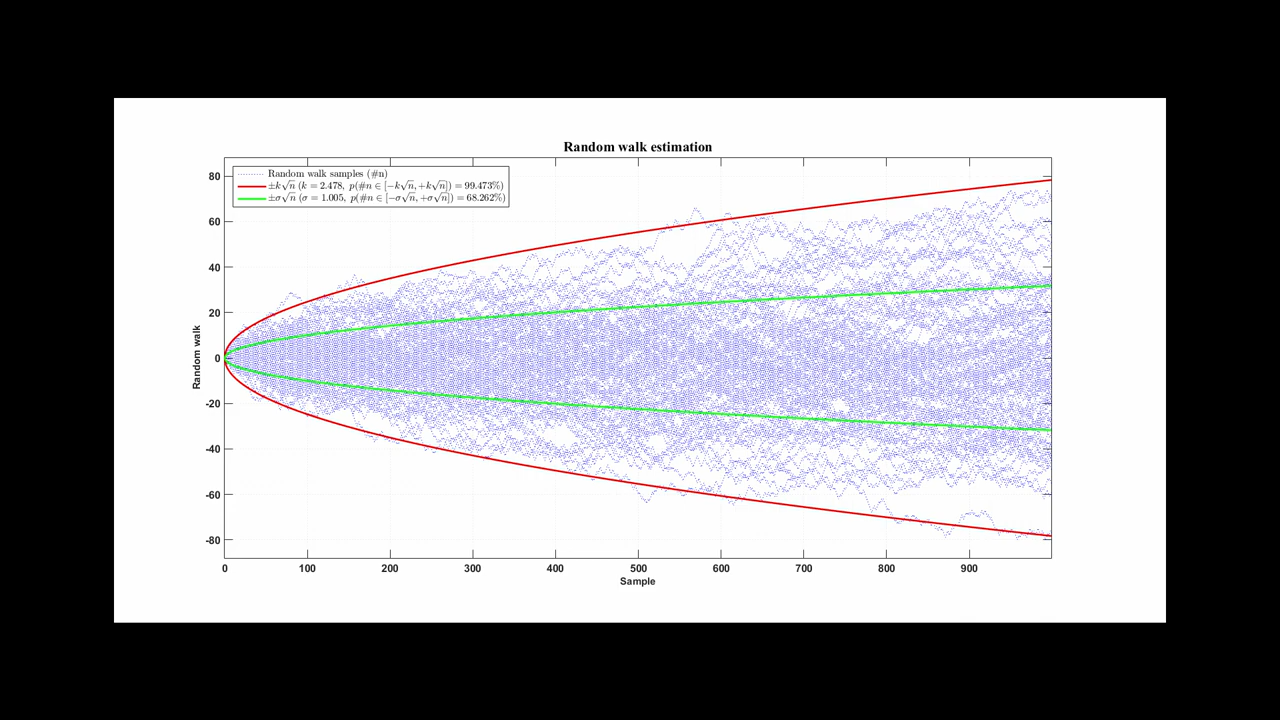 Random walk estimation
Random walk samples (#n)
±k√n (k = 2.478, p(#n ∈ [−k√n, +k√n]) = 99.473%)
±σ√n (σ = 1.005, p(#n ∈ [−σ√n, +σ√n]) = 68.262%)
80
60
40
20
0
-20
-40
-60
-80
Random walk
0 100 200 300 400 500 600 700 800 900
Sample